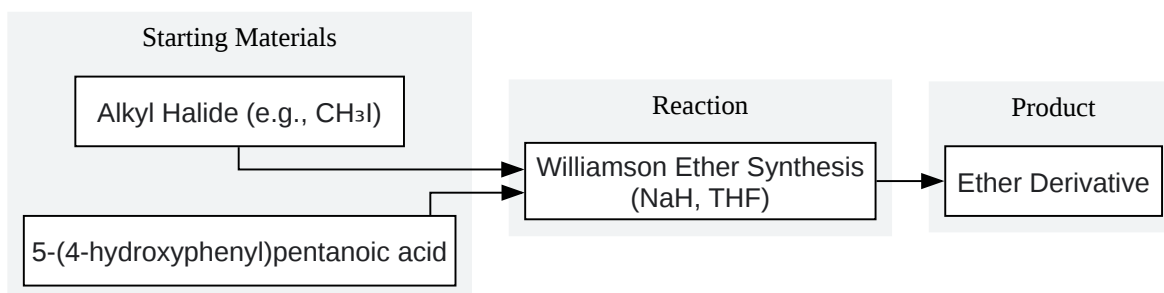 Starting Materials
Alkyl Halide (e.g., CH₃I)
5-(4-hydroxyphenyl)pentanoic acid
Reaction
Williamson Ether Synthesis
(NaH, THF)
Product
Ether Derivative